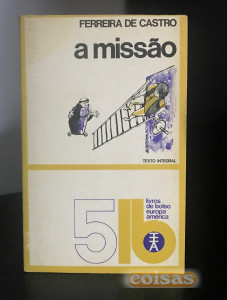 FERREIRA DE CASTRO
a missão
TEXTO INTEGRAL
5
livros
de bolso
europa
américa
coisas